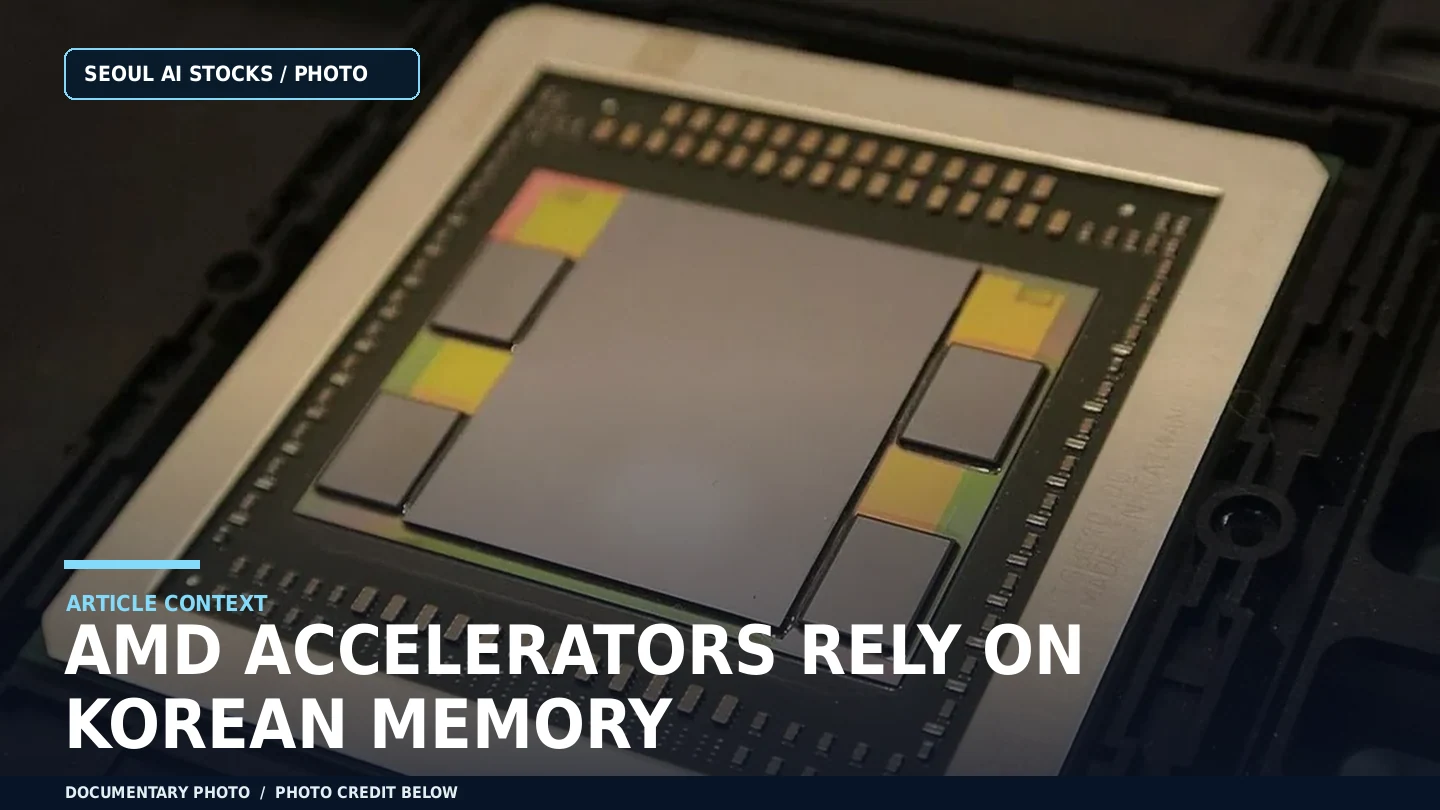 SEOUL AI STOCKS / PHOTO
ARTICLE CONTEXT
AMD ACCELERATORS RELY ON
KOREAN MEMORY
DOCUMENTARY PHOTO / PHOTO CREDIT BELOW